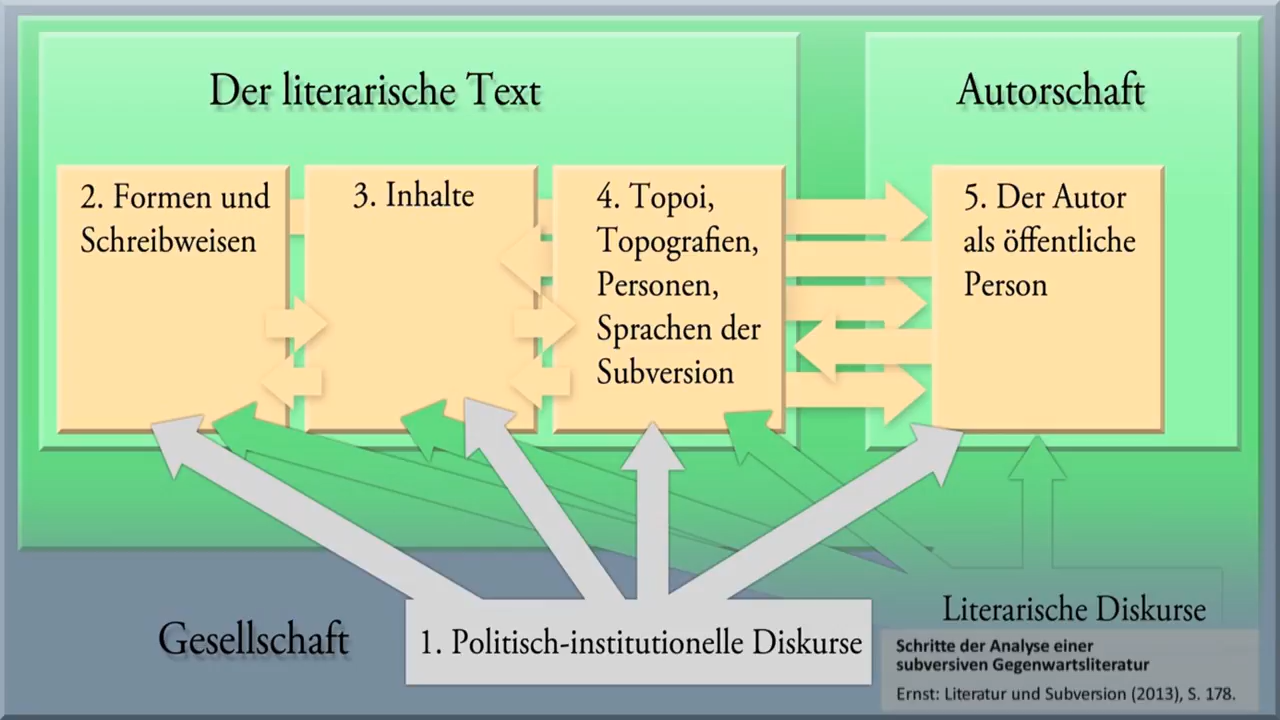 Der literarische Text
Autorschaft
2. Formen und
Schreibweisen
3. Inhalte
4. Topoi,
Topografien,
Personen,
Sprachen der
Subversion
5. Der Autor
als öffentliche
Person
Gesellschaft
1. Politisch-institutionelle Diskurse
Literarische Diskurse
Schritte der Analyse einer
subversiven Gegenwartsliteratur
Ernst: Literatur und Subversion (2013), S. 178.